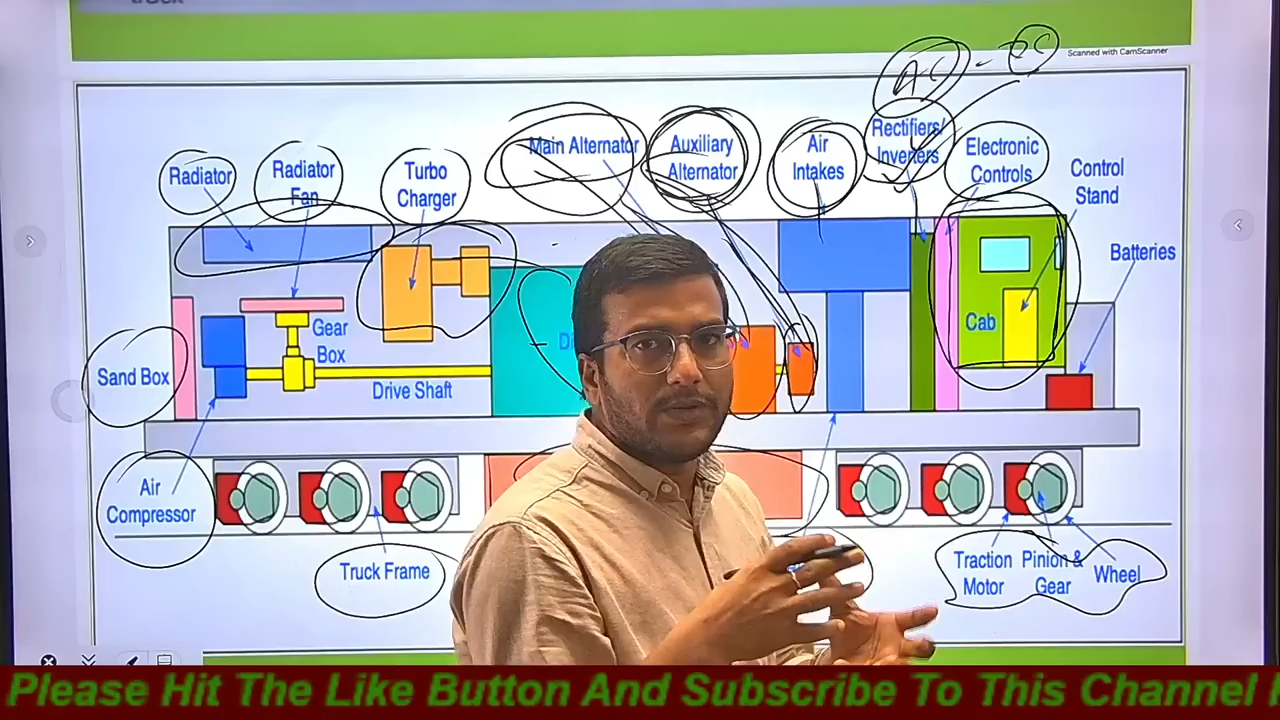 Scanned with CamScanner
AC - DC
Radiator
Radiator
Fan
Turbo
Charger
Main Alternator
Auxiliary
Alternator
Air
Intakes
Rectifiers/
Inverters
Electronic
Controls
Control
Stand
Batteries
Gear
Box
Cab
Sand Box
Drive Shaft
Air
Compressor
Truck Frame
Traction
Motor
Pinion &
Gear
Wheel
Please Hit The Like Button And Subscribe To This Channel